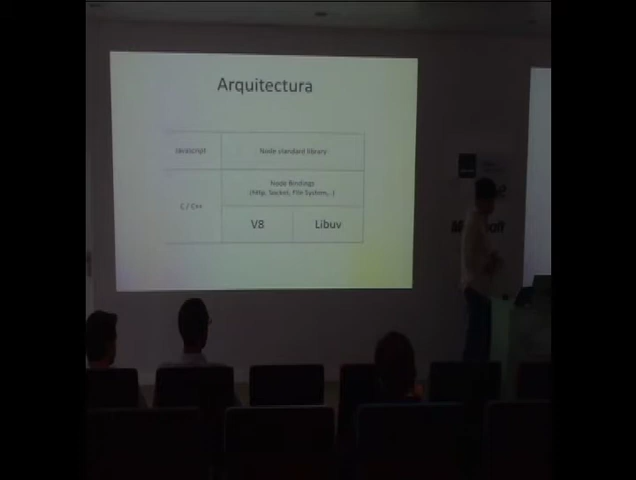 Arquitectura
Javascript
Node standard library
Node Bindings
(http, Socket, File System,..)
C / C++
V8
Libuv